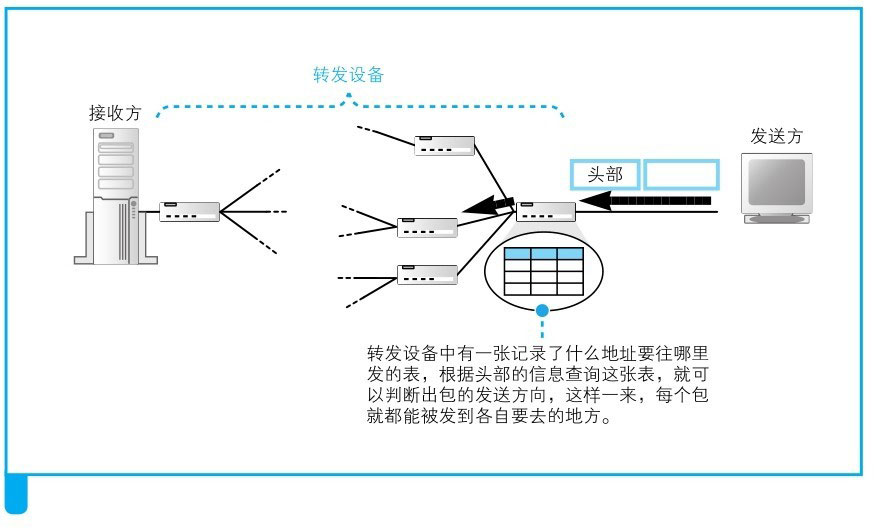 转发设备
接收方
发送方
头部
转发设备中有一张记录了什么地址要往哪里
发的表，根据头部的信息查询这张表，就可
以判断出包的发送方向，这样一来，每个包
就都能被发到各自要去的地方。